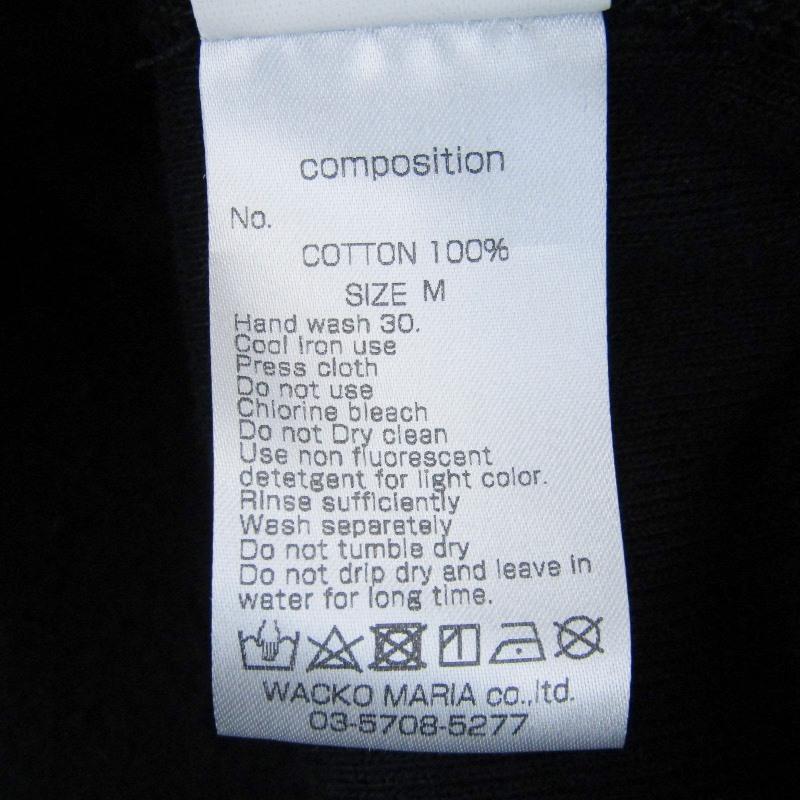 composition
No.
COTTON 100%
SIZE M
Hand wash 30.
Cool Iron use
Press cloth
Do not use
Chlorine bleach
Do not Dry clean
Use non fluorescent
detetgent for light color.
Rinse sufficiently
Wash separately
Do not tumble dry
Do not drip dry and leave in
water for long time.
WACKO MARIA co.,ltd.
03-5708-5277